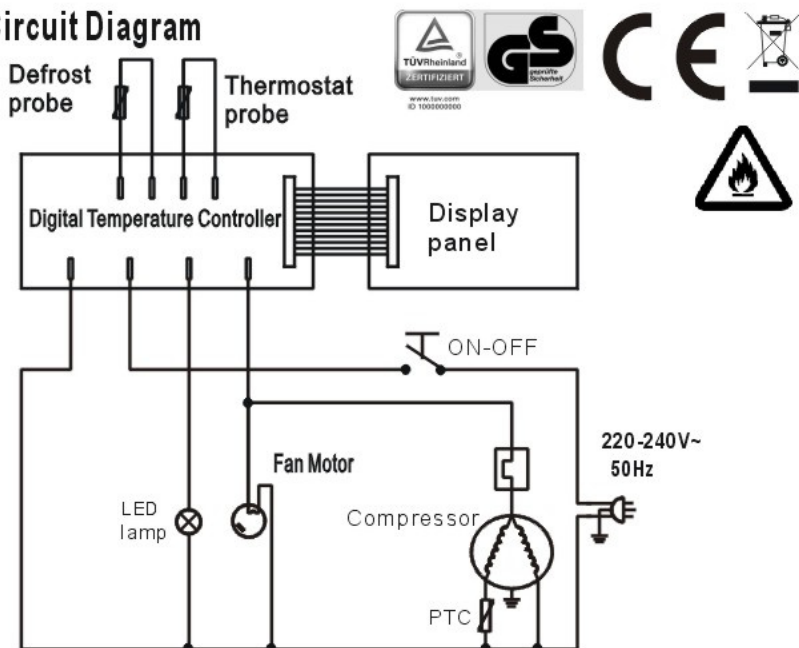 Circuit Diagram
Defrost
probe
Thermostat
probe
TÜVRheinland
ZERTIFIZIERT
www.tuv.com
ID 1000000000
GS
geprüfte
Sicherheit
CE
Digital Temperature Controller
Display
panel
ON-OFF
220-240V~
50Hz
Fan Motor
LED
lamp
Compressor
PTC